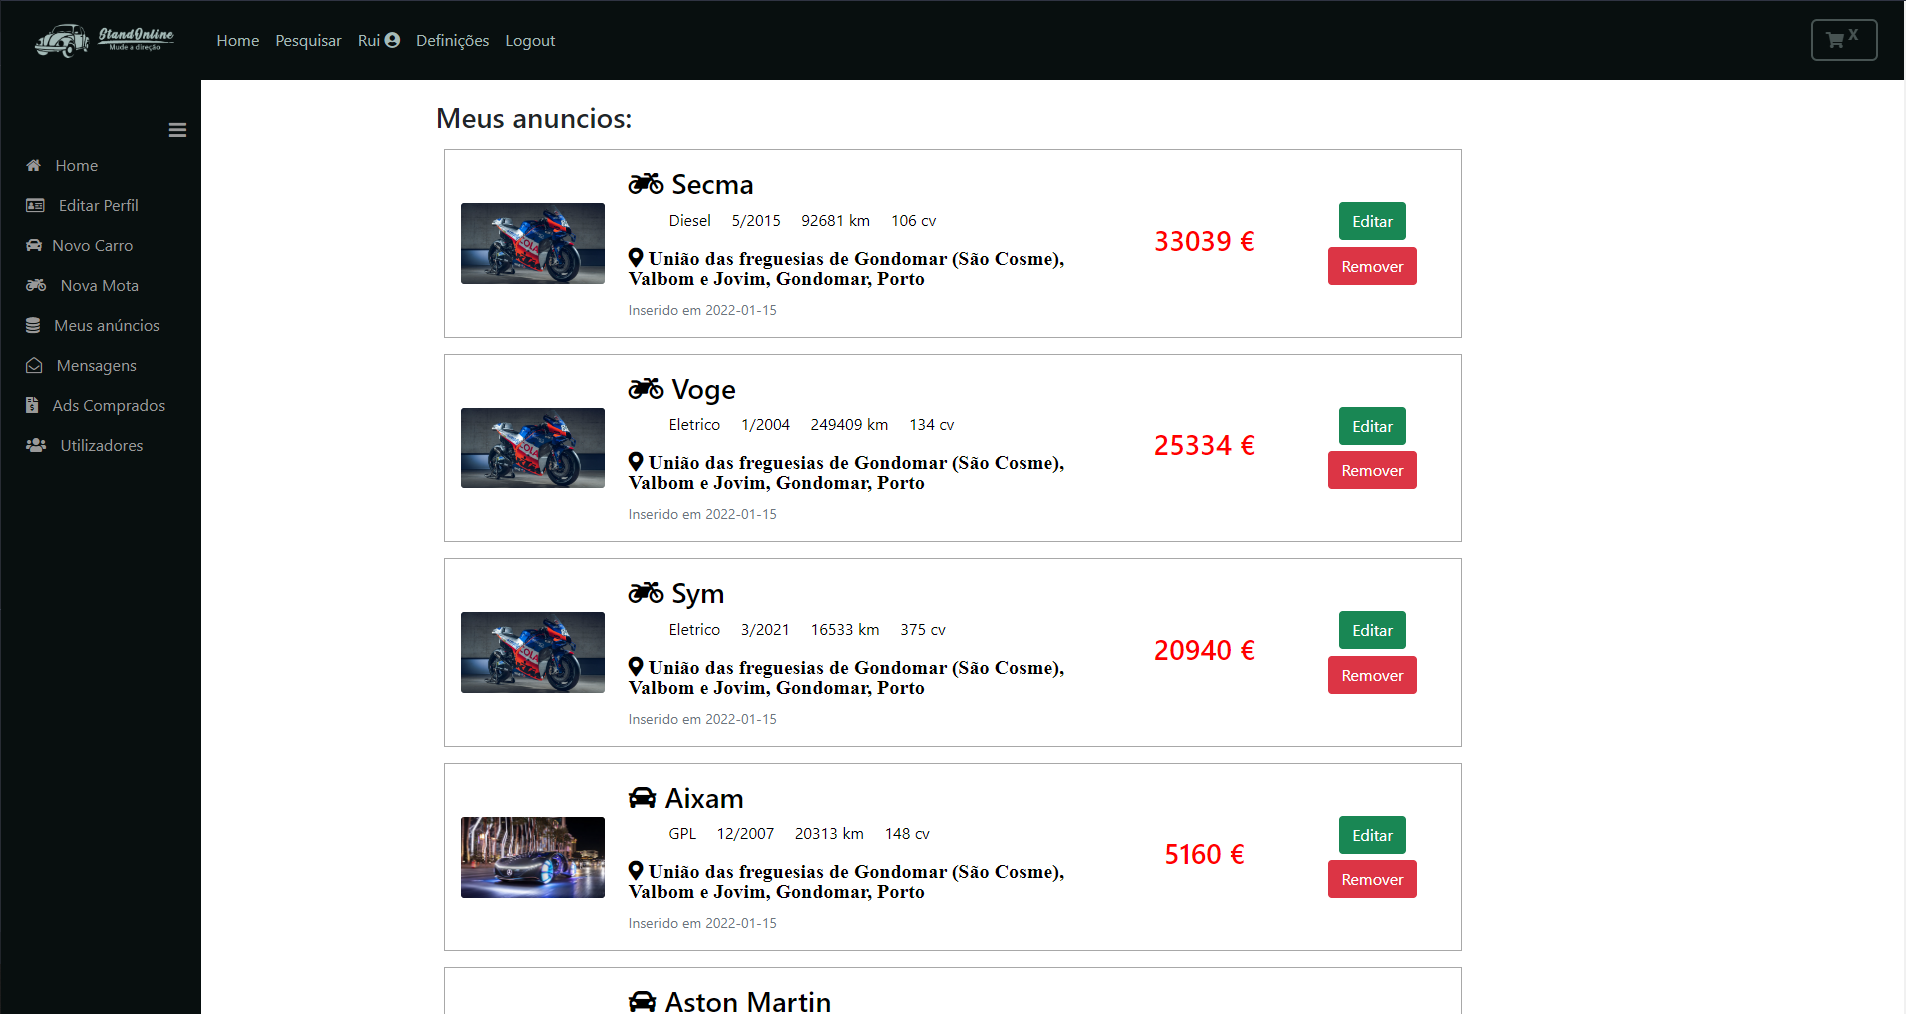 StandOnline
Mude a direção
Home Pesquisar Rui Definições Logout
X
Home
Editar Perfil
Novo Carro
Nova Mota
Meus anúncios
Mensagens
Ads Comprados
Utilizadores
Meus anuncios:
Secma
Diesel 5/2015 92681 km 106 cv
União das freguesias de Gondomar (São Cosme),
Valbom e Jovim, Gondomar, Porto
Inserido em 2022-01-15
33039 €
Editar
Remover
Voge
Eletrico 1/2004 249409 km 134 cv
União das freguesias de Gondomar (São Cosme),
Valbom e Jovim, Gondomar, Porto
Inserido em 2022-01-15
25334 €
Editar
Remover
Sym
Eletrico 3/2021 16533 km 375 cv
União das freguesias de Gondomar (São Cosme),
Valbom e Jovim, Gondomar, Porto
Inserido em 2022-01-15
20940 €
Editar
Remover
Aixam
GPL 12/2007 20313 km 148 cv
União das freguesias de Gondomar (São Cosme),
Valbom e Jovim, Gondomar, Porto
Inserido em 2022-01-15
5160 €
Editar
Remover
Aston Martin